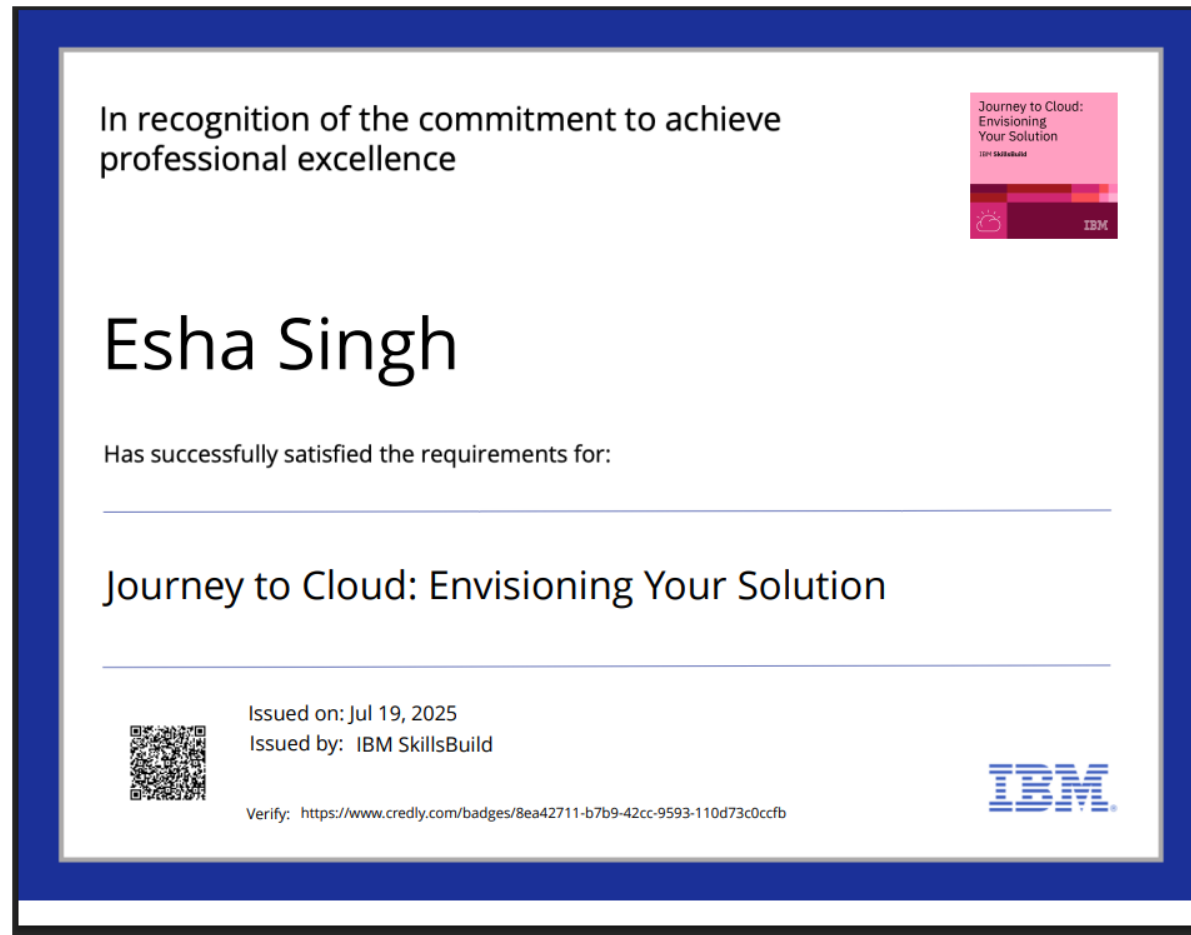 In recognition of the commitment to achieve
professional excellence
Journey to Cloud:
Envisioning
Your Solution
IBM SkillsBuild
IBM
Esha Singh
Has successfully satisfied the requirements for:
Journey to Cloud: Envisioning Your Solution
Issued on: Jul 19, 2025
Issued by: IBM SkillsBuild
Verify: https://www.credly.com/badges/8ea42711-b7b9-42cc-9593-110d73c0ccfb
IBM®